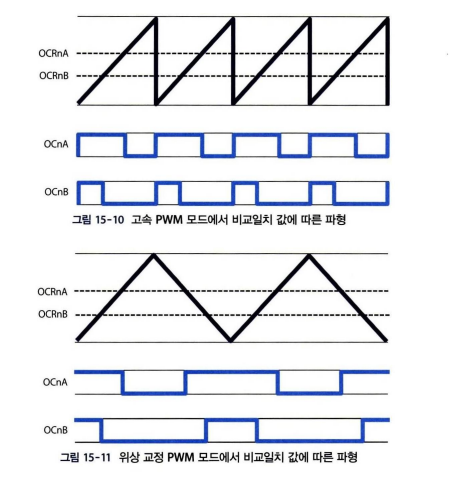 OCRnA
OCRnB
OCnA
OCnB
그림 15-10 고속 PWM 모드에서 비교일치 값에 따른 파형
OCRnA
OCRnB
OCnA
OCnB
그림 15-11 위상 교정 PWM 모드에서 비교일치 값에 따른 파형